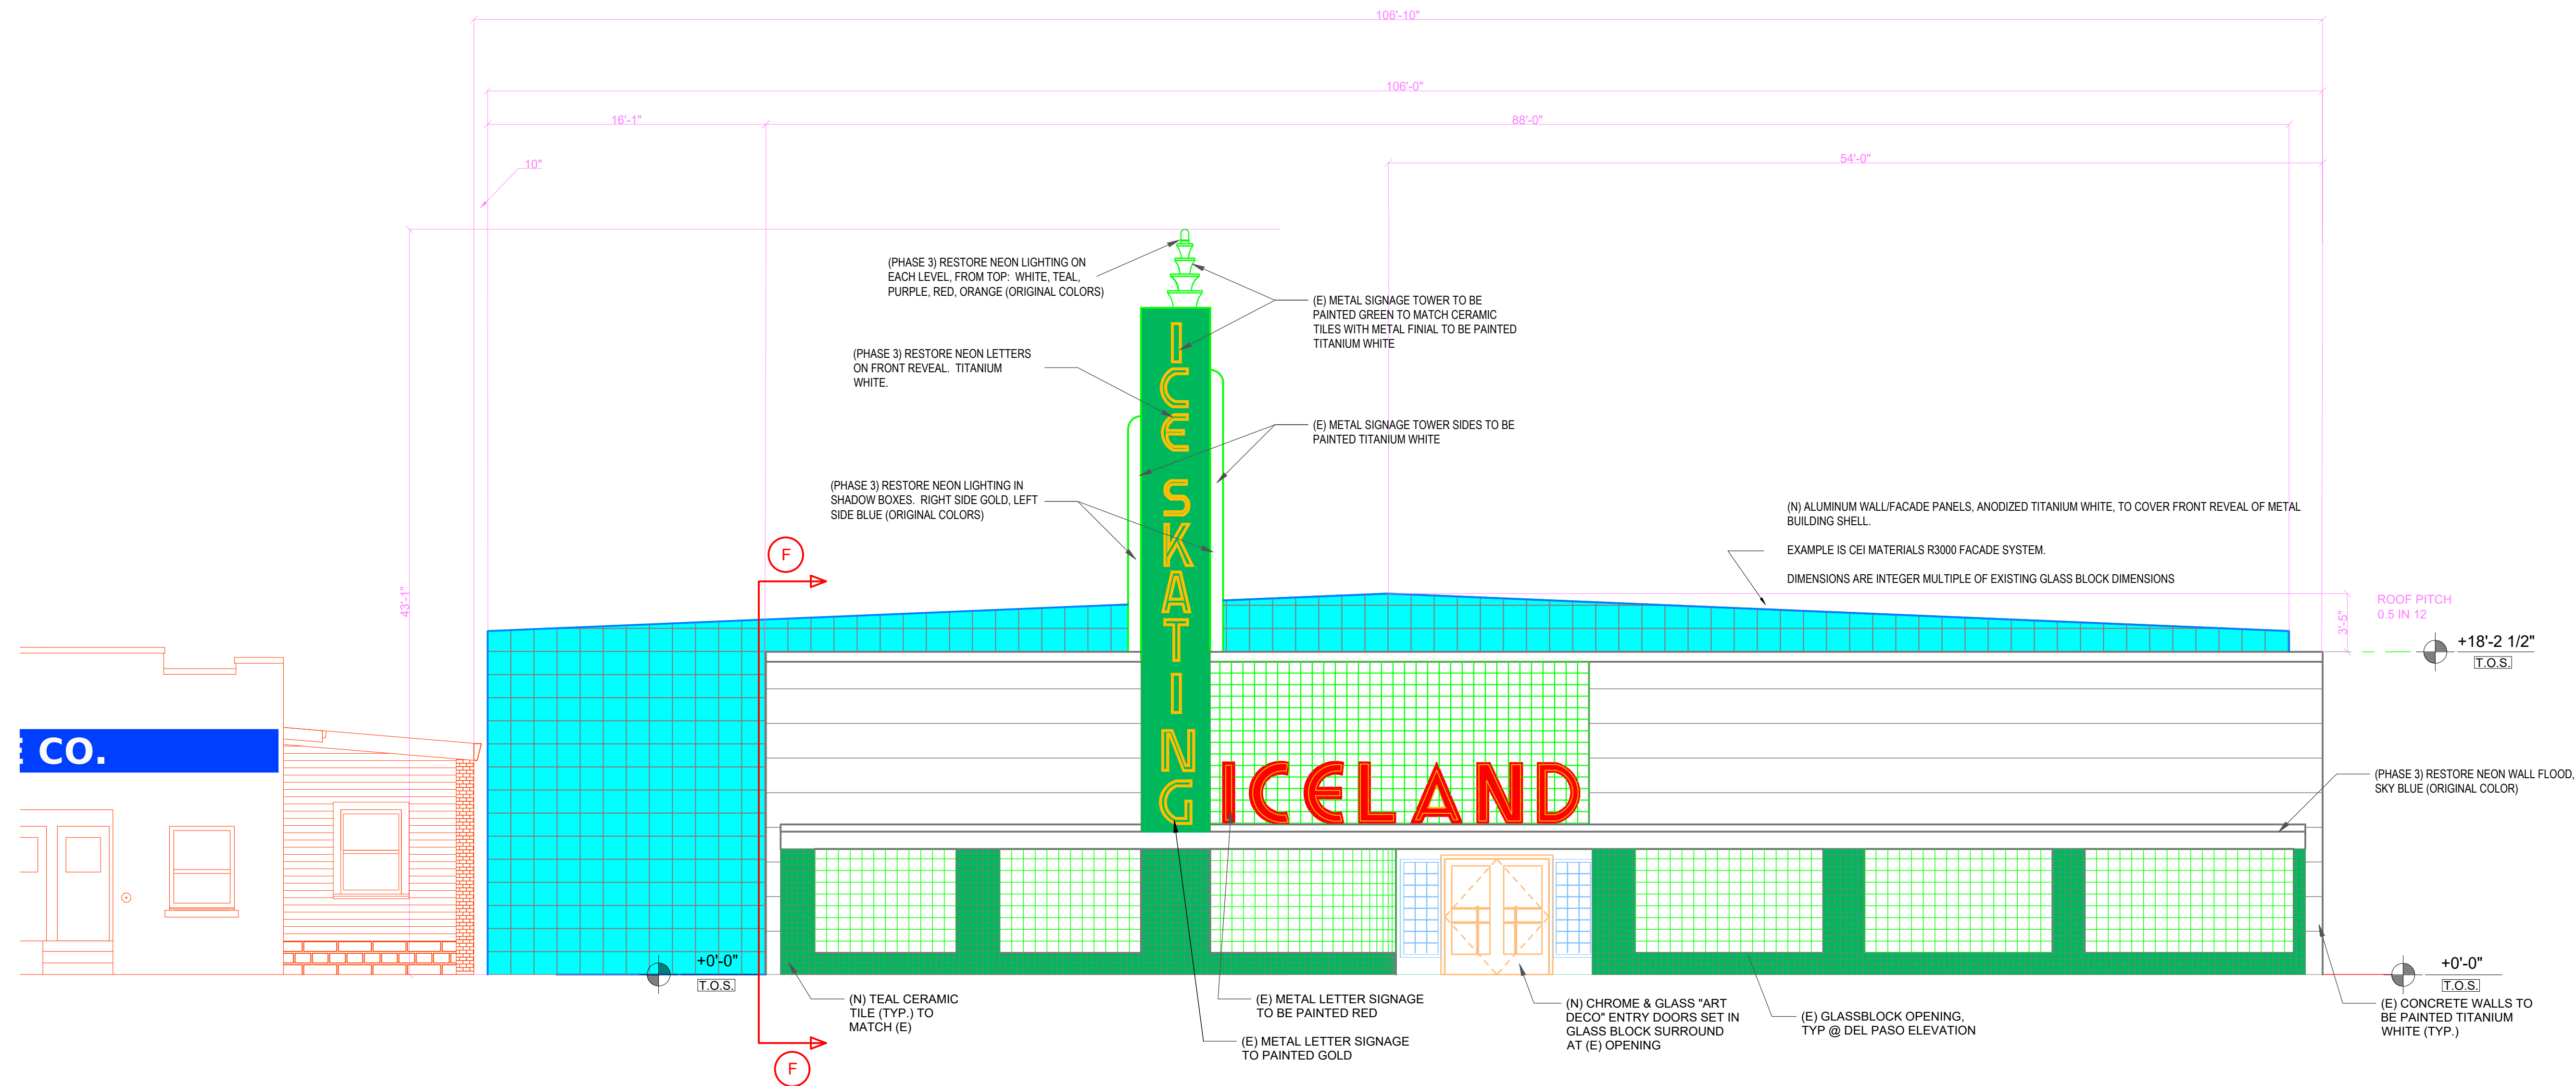 106'-10"
106'-0"
16'-1"
88'-0"
54'-0"
10"
(PHASE 3) RESTORE NEON LIGHTING ON
EACH LEVEL, FROM TOP: WHITE, TEAL,
PURPLE, RED, ORANGE (ORIGINAL COLORS)
(E) METAL SIGNAGE TOWER TO BE
PAINTED GREEN TO MATCH CERAMIC
TILES WITH METAL FINIAL TO BE PAINTED
TITANIUM WHITE
(PHASE 3) RESTORE NEON LETTERS
ON FRONT REVEAL. TITANIUM
WHITE.
(E) METAL SIGNAGE TOWER SIDES TO BE
PAINTED TITANIUM WHITE
(PHASE 3) RESTORE NEON LIGHTING IN
SHADOW BOXES. RIGHT SIDE GOLD, LEFT
SIDE BLUE (ORIGINAL COLORS)
(N) ALUMINUM WALL/FACADE PANELS, ANODIZED TITANIUM WHITE, TO COVER FRONT REVEAL OF METAL
BUILDING SHELL.
EXAMPLE IS CEI MATERIALS R3000 FACADE SYSTEM.
DIMENSIONS ARE INTEGER MULTIPLE OF EXISTING GLASS BLOCK DIMENSIONS
F
43'-1"
3'-5"
ROOF PITCH
0.5 IN 12
+18'-2 1/2"
T.O.S.
ICE SKATING
E CO.
ICELAND
(PHASE 3) RESTORE NEON WALL FLOOD,
SKY BLUE (ORIGINAL COLOR)
+0'-0"
T.O.S.
+0'-0"
T.O.S.
(N) TEAL CERAMIC
TILE (TYP.) TO
MATCH (E)
(E) METAL LETTER SIGNAGE
TO BE PAINTED RED
(E) METAL LETTER SIGNAGE
TO PAINTED GOLD
(N) CHROME & GLASS "ART
DECO" ENTRY DOORS SET IN
GLASS BLOCK SURROUND
AT (E) OPENING
(E) GLASSBLOCK OPENING,
TYP @ DEL PASO ELEVATION
(E) CONCRETE WALLS TO
BE PAINTED TITANIUM
WHITE (TYP.)
F